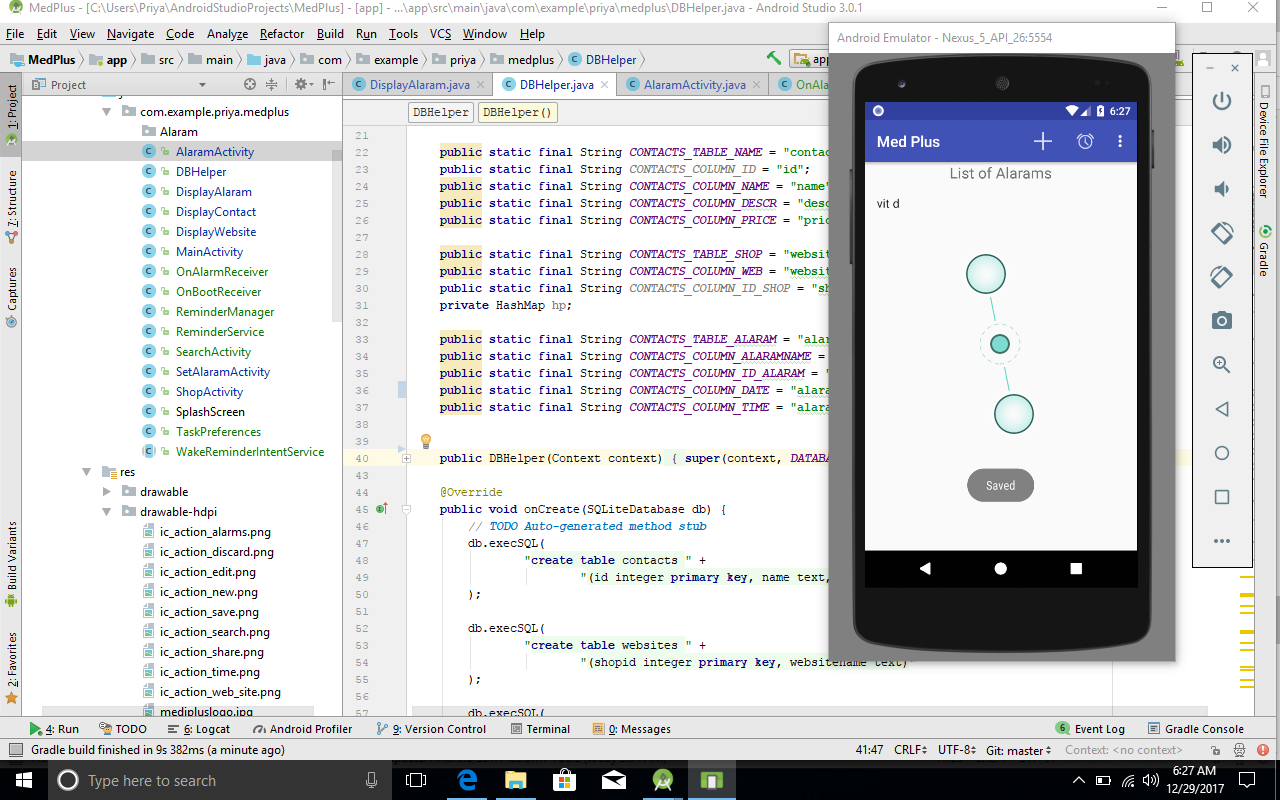 MedPlus - [C:\Users\Priya\AndroidStudioProjects\MedPlus] - [app] - ...\app\src\main\java\com\example\priya\medplus\DBHelper.java - Android Studio 3.0.1
File Edit View Navigate Code Analyze Refactor Build Run Tools VCS Window Help
MedPlus app src main java com example priya medplus DBHelper app
Project
DisplayAlaram.java DBHelper.java AlaramActivity.java OnAla
DBHelper DBHelper()
1: Project
7: Structure
Captures
Build Variants
2: Favorites
com.example.priya.medplus
Alaram
AlaramActivity
DBHelper
DisplayAlaram
DisplayContact
DisplayWebsite
MainActivity
OnAlarmReceiver
OnBootReceiver
ReminderManager
ReminderService
SearchActivity
SetAlaramActivity
ShopActivity
SplashScreen
TaskPreferences
WakeReminderIntentService
res
drawable
drawable-hdpi
ic_action_alarms.png
ic_action_discard.png
ic_action_edit.png
ic_action_new.png
ic_action_save.png
ic_action_search.png
ic_action_share.png
ic_action_time.png
ic_action_web_site.png
medipluslogo.jpg
21
22 public static final String CONTACTS_TABLE_NAME = "contac
23 public static final String CONTACTS_COLUMN_ID = "id";
24 public static final String CONTACTS_COLUMN_NAME = "name"
25 public static final String CONTACTS_COLUMN_DESCR = "desc
26 public static final String CONTACTS_COLUMN_PRICE = "pric
27
28 public static final String CONTACTS_TABLE_SHOP = "websit
29 public static final String CONTACTS_COLUMN_WEB = "websit
30 public static final String CONTACTS_COLUMN_ID_SHOP = "sh
31 private HashMap hp;
32
33 public static final String CONTACTS_TABLE_ALARAM = "alar
34 public static final String CONTACTS_COLUMN_ALARAMNAME =
35 public static final String CONTACTS_COLUMN_ID_ALARAM = "
36 public static final String CONTACTS_COLUMN_DATE = "alara
37 public static final String CONTACTS_COLUMN_TIME = "alara
38
39
40 public DBHelper(Context context) { super(context, DATABA
43
44 @Override
45 public void onCreate(SQLiteDatabase db) {
46 // TODO Auto-generated method stub
47 db.execSQL(
48 "create table contacts " +
49 "(id integer primary key, name text,
50 );
51
52 db.execSQL(
53 "create table websites " +
54 "(shopid integer primary key, websitename text)"
55 );
56
57 db.execSQL(
Android Emulator - Nexus_5_API_26:5554
6:27
Med Plus
List of Alarams
vit d
Saved
Device File Explorer
Gradle
4: Run TODO 6: Logcat Android Profiler 9: Version Control Terminal 0: Messages 6 Event Log Gradle Console
Gradle build finished in 9s 382ms (a minute ago) 41:47 CRLF UTF-8 Git: master Context: <no context>
Type here to search
6:27 AM
12/29/2017